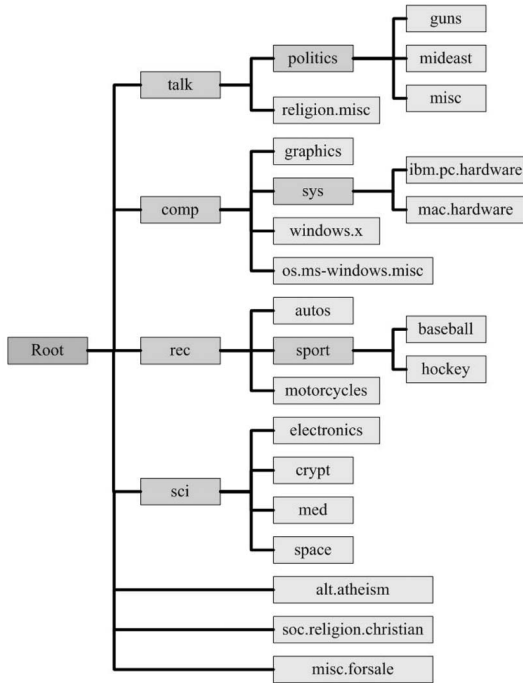 guns
politics
mideast
talk
misc
religion.misc
graphics
ibm.pc.hardware
sys
comp
mac.hardware
windows.x
os.ms-windows.misc
autos
baseball
Root
rec
sport
hockey
motorcycles
electronics
crypt
sci
med
space
alt.atheism
soc.religion.christian
misc.forsale